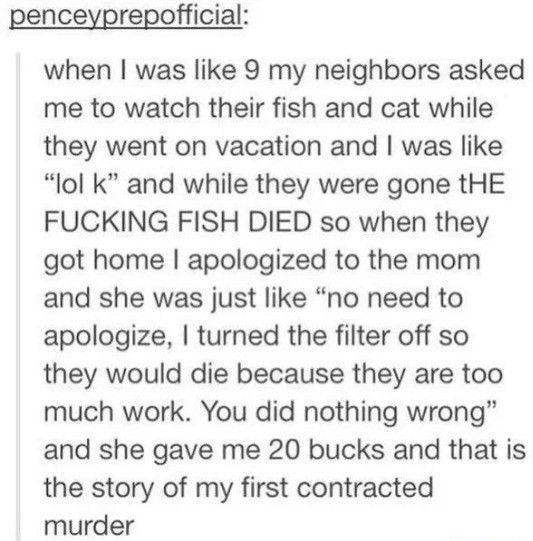 penceyprepofficial:
when I was like 9 my neighbors asked
me to watch their fish and cat while
they went on vacation and I was like
“lol k” and while they were gone tHE
FUCKING FISH DIED so when they
got home I apologized to the mom
and she was just like “no need to
apologize, I turned the filter off so
they would die because they are too
much work. You did nothing wrong”
and she gave me 20 bucks and that is
the story of my first contracted
murder